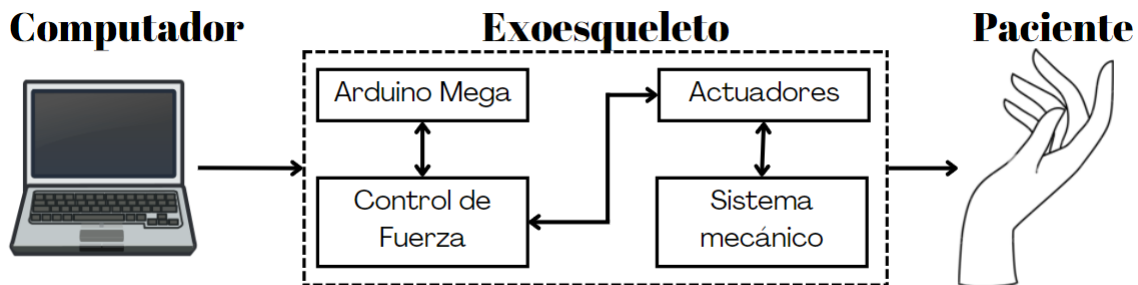 Computador
Exoesqueleto
Paciente
Arduino Mega
Actuadores
Control de
Fuerza
Sistema
mecánico